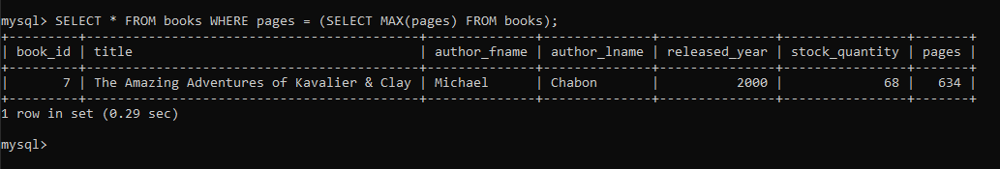 mysql> SELECT * FROM books WHERE pages = (SELECT MAX(pages) FROM books);
+---------+-------------------------------------------+--------------+--------------+---------------+----------------+-------+
| book_id | title                                     | author_fname | author_lname | released_year | stock_quantity | pages |
+---------+-------------------------------------------+--------------+--------------+---------------+----------------+-------+
|       7 | The Amazing Adventures of Kavalier & Clay | Michael      | Chabon       |          2000 |             68 |   634 |
+---------+-------------------------------------------+--------------+--------------+---------------+----------------+-------+
1 row in set (0.29 sec)
mysql>